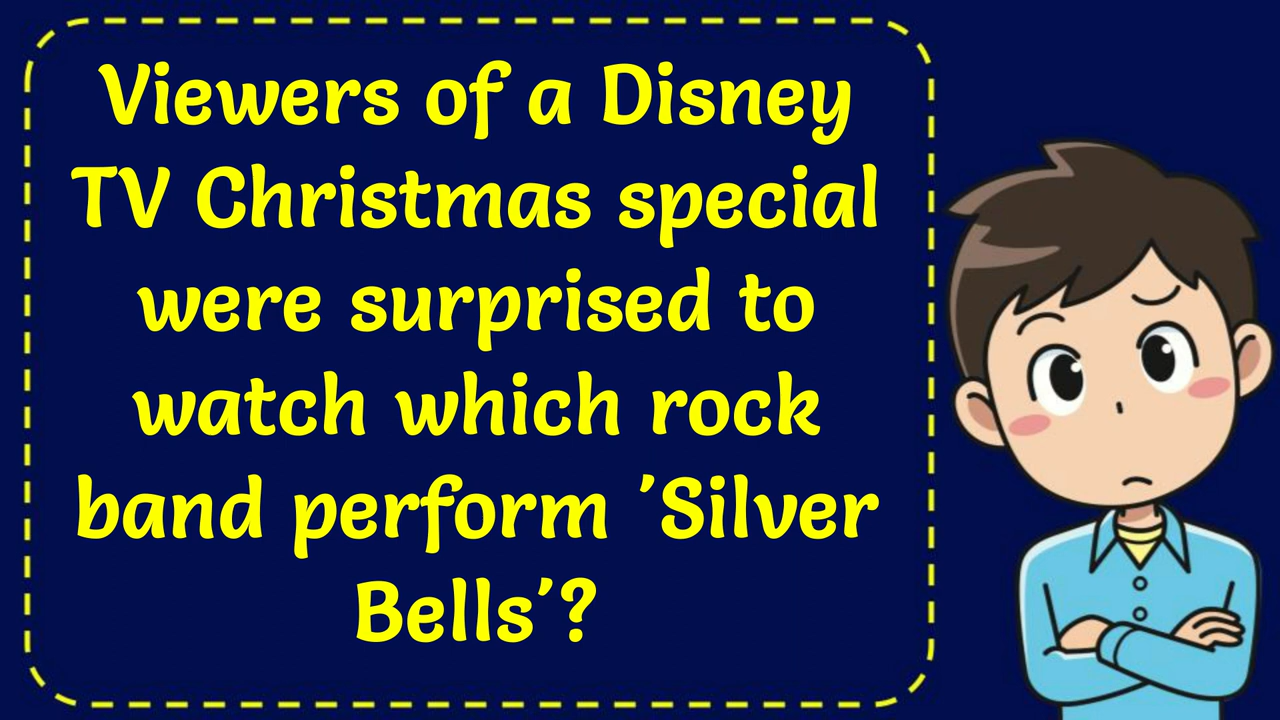 Viewers of a Disney
TV Christmas special
were surprised to
watch which rock
band perform 'Silver
Bells'?